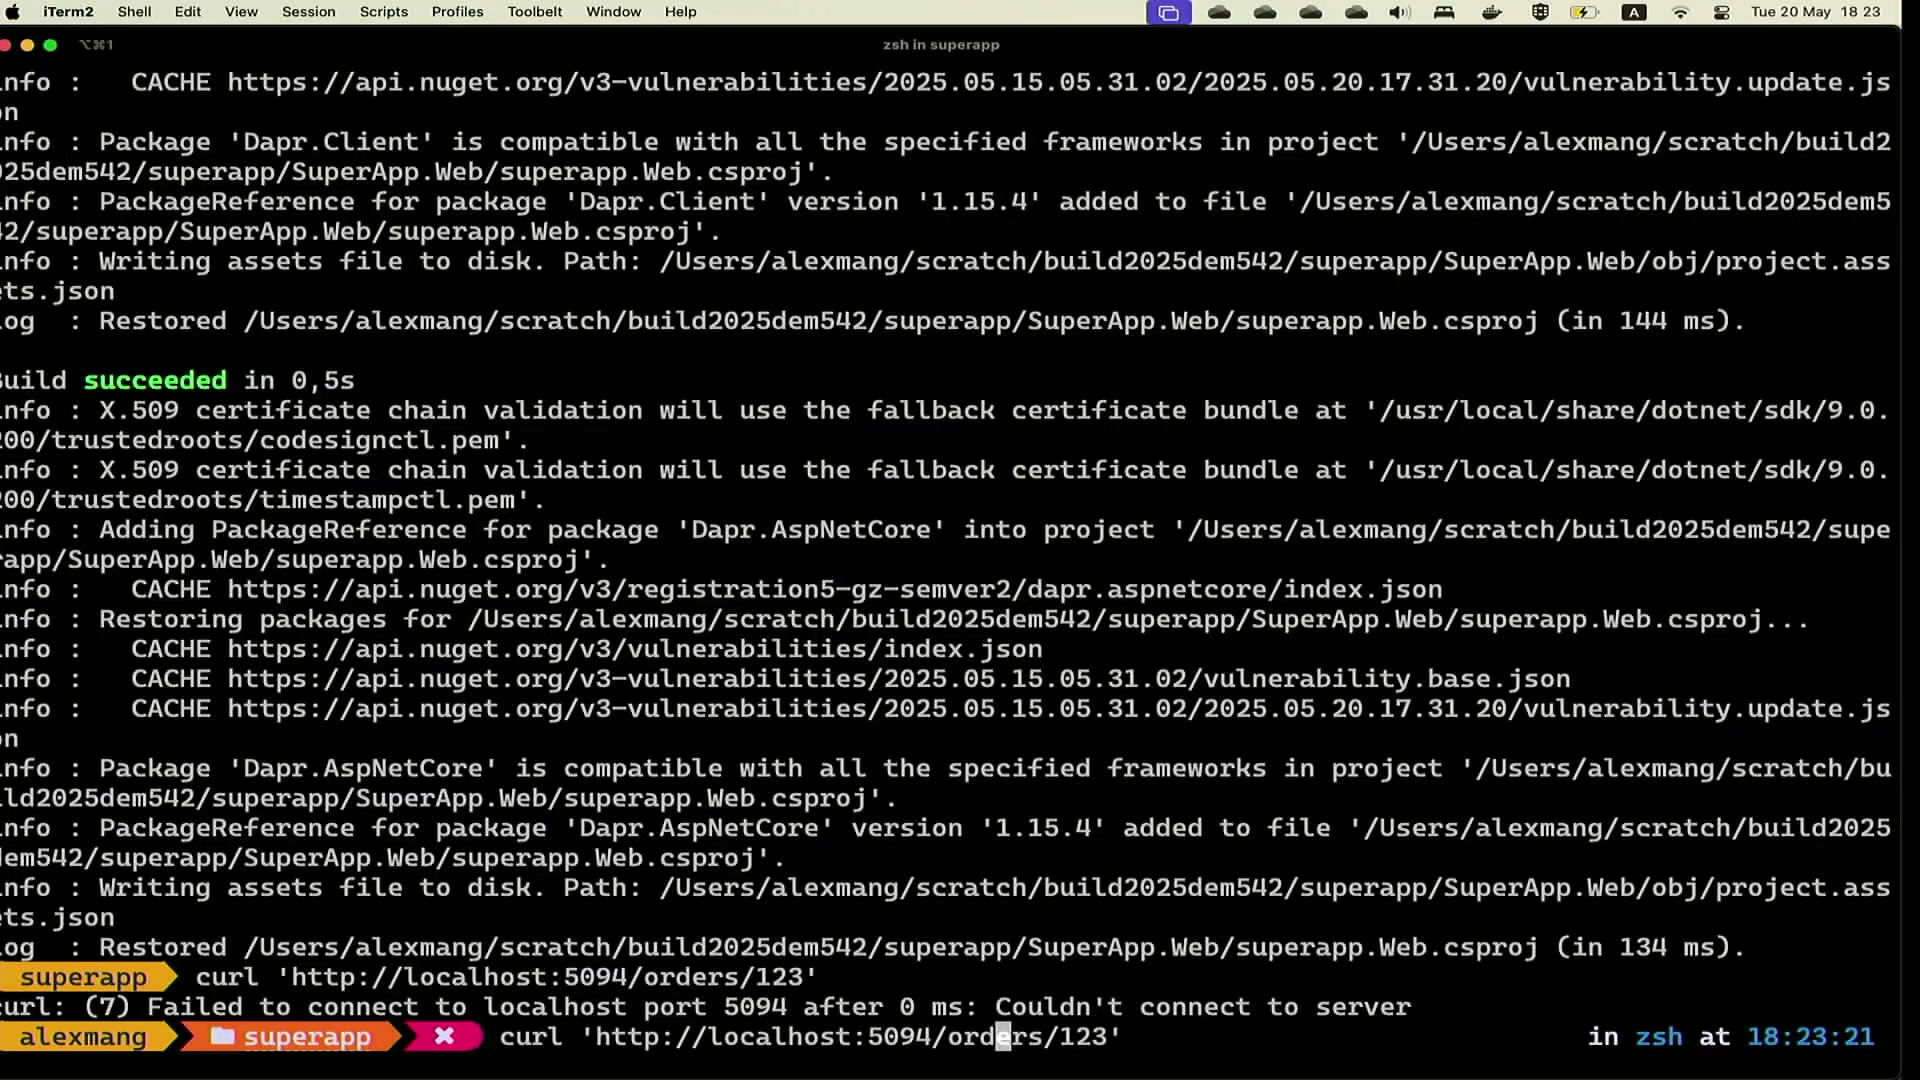 iTerm2 Shell Edit View Session Scripts Profiles Toolbelt Window Help A Tue 20 May 18 23
⌥⌘1 zsh in superapp
nfo :   CACHE https://api.nuget.org/v3-vulnerabilities/2025.05.15.05.31.02/2025.05.20.17.31.20/vulnerability.update.js
on
nfo : Package 'Dapr.Client' is compatible with all the specified frameworks in project '/Users/alexmang/scratch/build2
025dem542/superapp/SuperApp.Web/superapp.Web.csproj'.
nfo : PackageReference for package 'Dapr.Client' version '1.15.4' added to file '/Users/alexmang/scratch/build2025dem5
42/superapp/SuperApp.Web/superapp.Web.csproj'.
nfo : Writing assets file to disk. Path: /Users/alexmang/scratch/build2025dem542/superapp/SuperApp.Web/obj/project.ass
ets.json
og  : Restored /Users/alexmang/scratch/build2025dem542/superapp/SuperApp.Web/superapp.Web.csproj (in 144 ms).
Build succeeded in 0,5s
nfo : X.509 certificate chain validation will use the fallback certificate bundle at '/usr/local/share/dotnet/sdk/9.0.
200/trustedroots/codesignctl.pem'.
nfo : X.509 certificate chain validation will use the fallback certificate bundle at '/usr/local/share/dotnet/sdk/9.0.
200/trustedroots/timestampctl.pem'.
nfo : Adding PackageReference for package 'Dapr.AspNetCore' into project '/Users/alexmang/scratch/build2025dem542/supe
rapp/SuperApp.Web/superapp.Web.csproj'.
nfo :   CACHE https://api.nuget.org/v3/registration5-gz-semver2/dapr.aspnetcore/index.json
nfo : Restoring packages for /Users/alexmang/scratch/build2025dem542/superapp/SuperApp.Web/superapp.Web.csproj...
nfo :   CACHE https://api.nuget.org/v3/vulnerabilities/index.json
nfo :   CACHE https://api.nuget.org/v3-vulnerabilities/2025.05.15.05.31.02/vulnerability.base.json
nfo :   CACHE https://api.nuget.org/v3-vulnerabilities/2025.05.15.05.31.02/2025.05.20.17.31.20/vulnerability.update.js
on
nfo : Package 'Dapr.AspNetCore' is compatible with all the specified frameworks in project '/Users/alexmang/scratch/bu
ild2025dem542/superapp/SuperApp.Web/superapp.Web.csproj'.
nfo : PackageReference for package 'Dapr.AspNetCore' version '1.15.4' added to file '/Users/alexmang/scratch/build2025
dem542/superapp/SuperApp.Web/superapp.Web.csproj'.
nfo : Writing assets file to disk. Path: /Users/alexmang/scratch/build2025dem542/superapp/SuperApp.Web/obj/project.ass
ets.json
og  : Restored /Users/alexmang/scratch/build2025dem542/superapp/SuperApp.Web/superapp.Web.csproj (in 134 ms).
superapp curl 'http://localhost:5094/orders/123'
curl: (7) Failed to connect to localhost port 5094 after 0 ms: Couldn't connect to server
alexmang superapp ✖ curl 'http://localhost:5094/orders/123' in zsh at 18:23:21